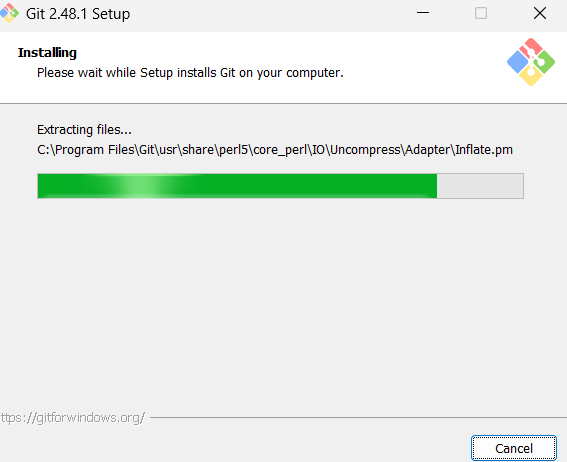 Git 2.48.1 Setup
Installing
Please wait while Setup installs Git on your computer.
Extracting files...
C:\Program Files\Git\usr\share\perl5\core_perl\IO\Uncompress\Adapter\Inflate.pm
ttps://gitforwindows.org/
Cancel